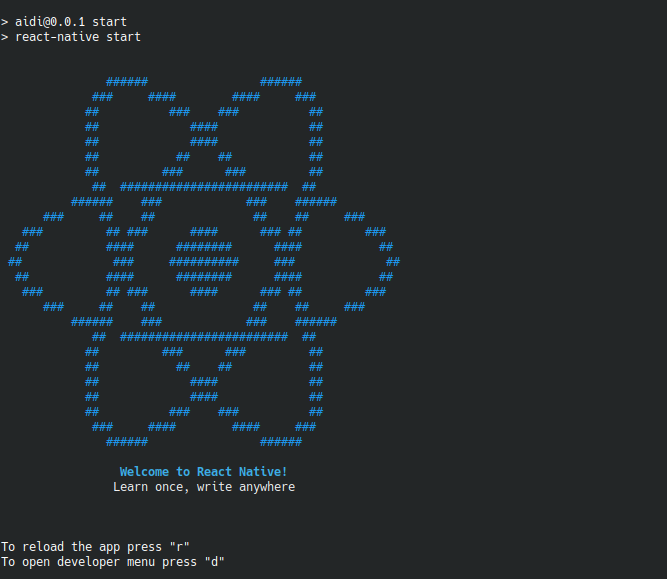 > aidi@0.0.1 start
> react-native start
Welcome to React Native!
Learn once, write anywhere
To reload the app press "r"
To open developer menu press "d"